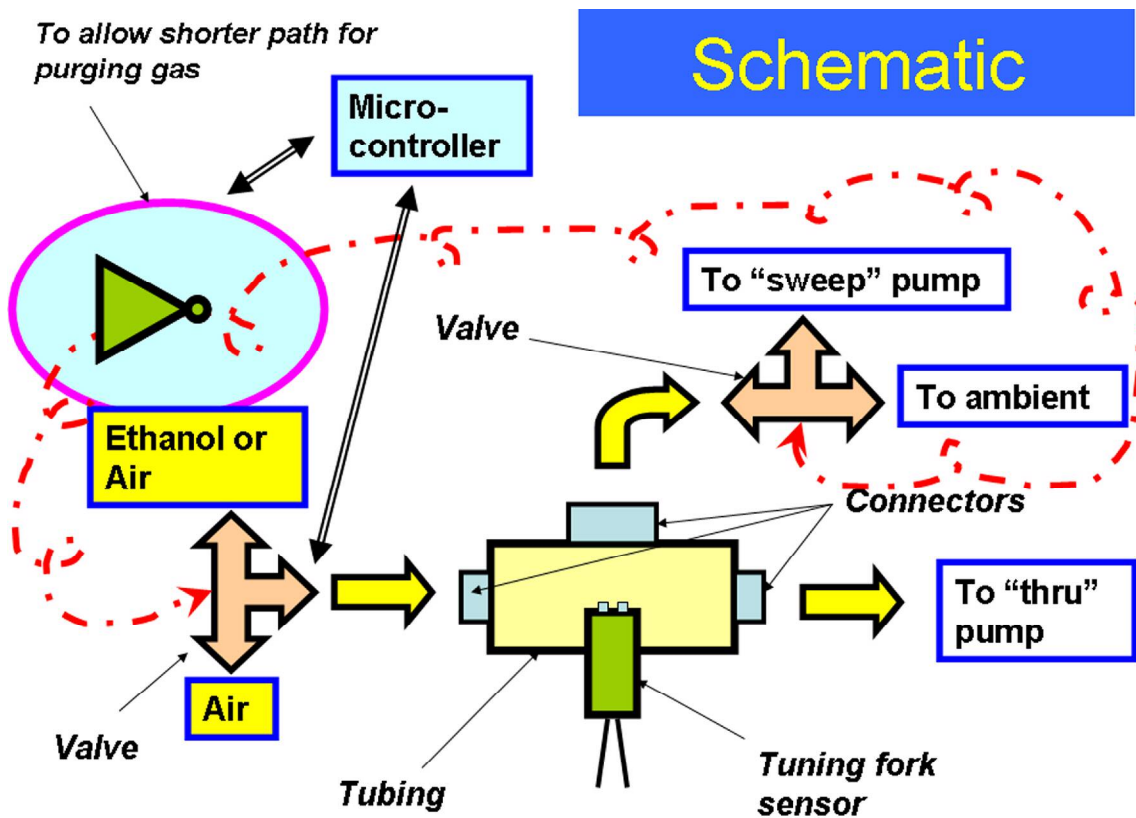 To allow shorter path for
purging gas
Schematic
Micro-
controller
To “sweep” pump
Valve
To ambient
Ethanol or
Air
Connectors
To “thru”
pump
Air
Valve
Tubing
Tuning fork
sensor